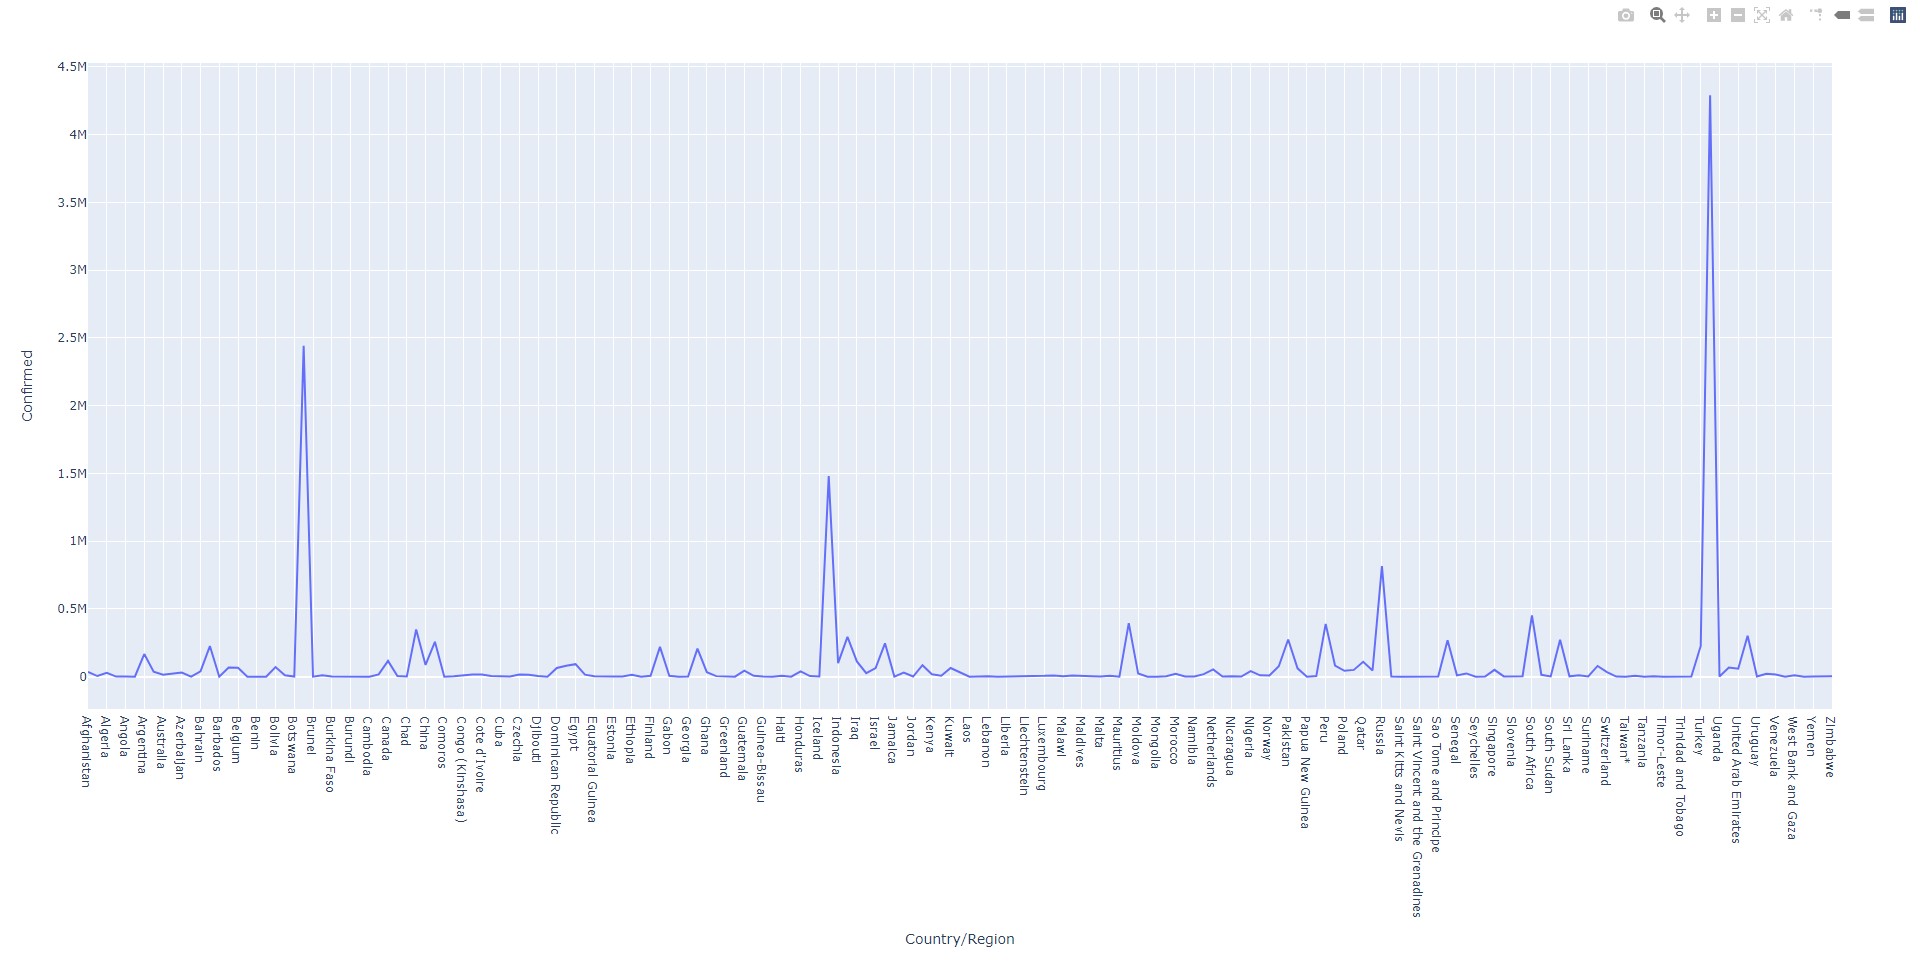 4.5M
4M
3.5M
3M
2.5M
2M
1.5M
1M
0.5M
0
Confirmed
Afghanistan
Algeria
Angola
Argentina
Australia
Azerbaijan
Bahrain
Barbados
Belgium
Benin
Bolivia
Botswana
Brunei
Burkina Faso
Burundi
Cambodia
Canada
Chad
China
Comoros
Congo (Kinshasa)
Cote d'Ivoire
Cuba
Czechia
Djibouti
Dominican Republic
Egypt
Equatorial Guinea
Estonia
Ethiopia
Finland
Gabon
Georgia
Ghana
Greenland
Guatemala
Guinea-Bissau
Haiti
Honduras
Iceland
Indonesia
Iraq
Israel
Jamaica
Jordan
Kenya
Kuwait
Laos
Lebanon
Liberia
Liechtenstein
Luxembourg
Malawi
Maldives
Malta
Mauritius
Moldova
Mongolia
Morocco
Namibia
Netherlands
Nicaragua
Nigeria
Norway
Pakistan
Papua New Guinea
Peru
Poland
Qatar
Russia
Saint Kitts and Nevis
Saint Vincent and the Grenadines
Sao Tome and Principe
Senegal
Seychelles
Singapore
Slovenia
South Africa
South Sudan
Sri Lanka
Suriname
Switzerland
Taiwan*
Tanzania
Timor-Leste
Trinidad and Tobago
Turkey
Uganda
United Arab Emirates
Uruguay
Venezuela
West Bank and Gaza
Yemen
Zimbabwe
Country/Region